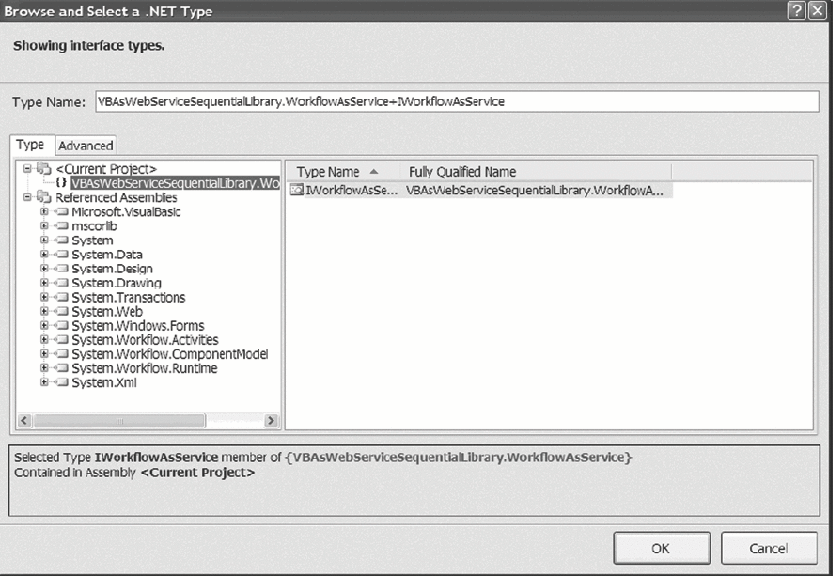 Browse and Select a .NET Type
Showing interface types.
Type Name: VBAsWebServiceSequentialLibrary.WorkflowAsService+IWorkflowAsService
Type Advanced
<Current Project>
{} VBAsWebServiceSequentialLibrary.Wo
Referenced Assemblies
Microsoft.VisualBasic
mscorlib
System
System.Data
System.Design
System.Drawing
System.Transactions
System.Web
System.Windows.Forms
System.Workflow.Activities
System.Workflow.ComponentModel
System.Workflow.Runtime
System.Xml
Type Name Fully Qualified Name
IWorkflowAsSe... VBAsWebServiceSequentialLibrary.WorkflowA...
Selected Type IWorkflowAsService member of {VBAsWebServiceSequentialLibrary.WorkflowAsService}
Contained in Assembly <Current Project>
OK Cancel